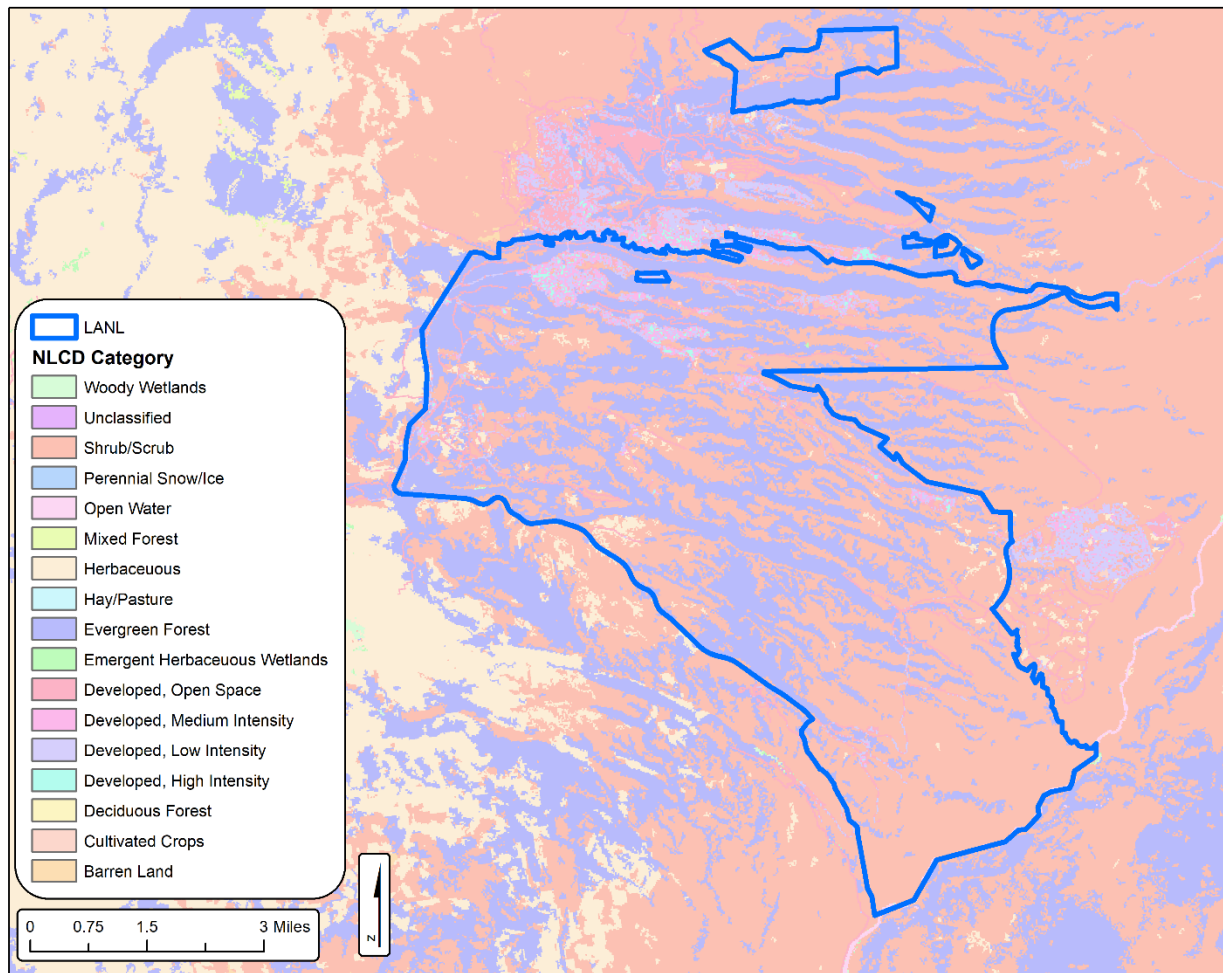 LANL
NLCD Category
Woody Wetlands
Unclassified
Shrub/Scrub
Perennial Snow/Ice
Open Water
Mixed Forest
Herbaceuous
Hay/Pasture
Evergreen Forest
Emergent Herbaceuous Wetlands
Developed, Open Space
Developed, Medium Intensity
Developed, Low Intensity
Developed, High Intensity
Deciduous Forest
Cultivated Crops
Barren Land
0 0.75 1.5 3 Miles
N